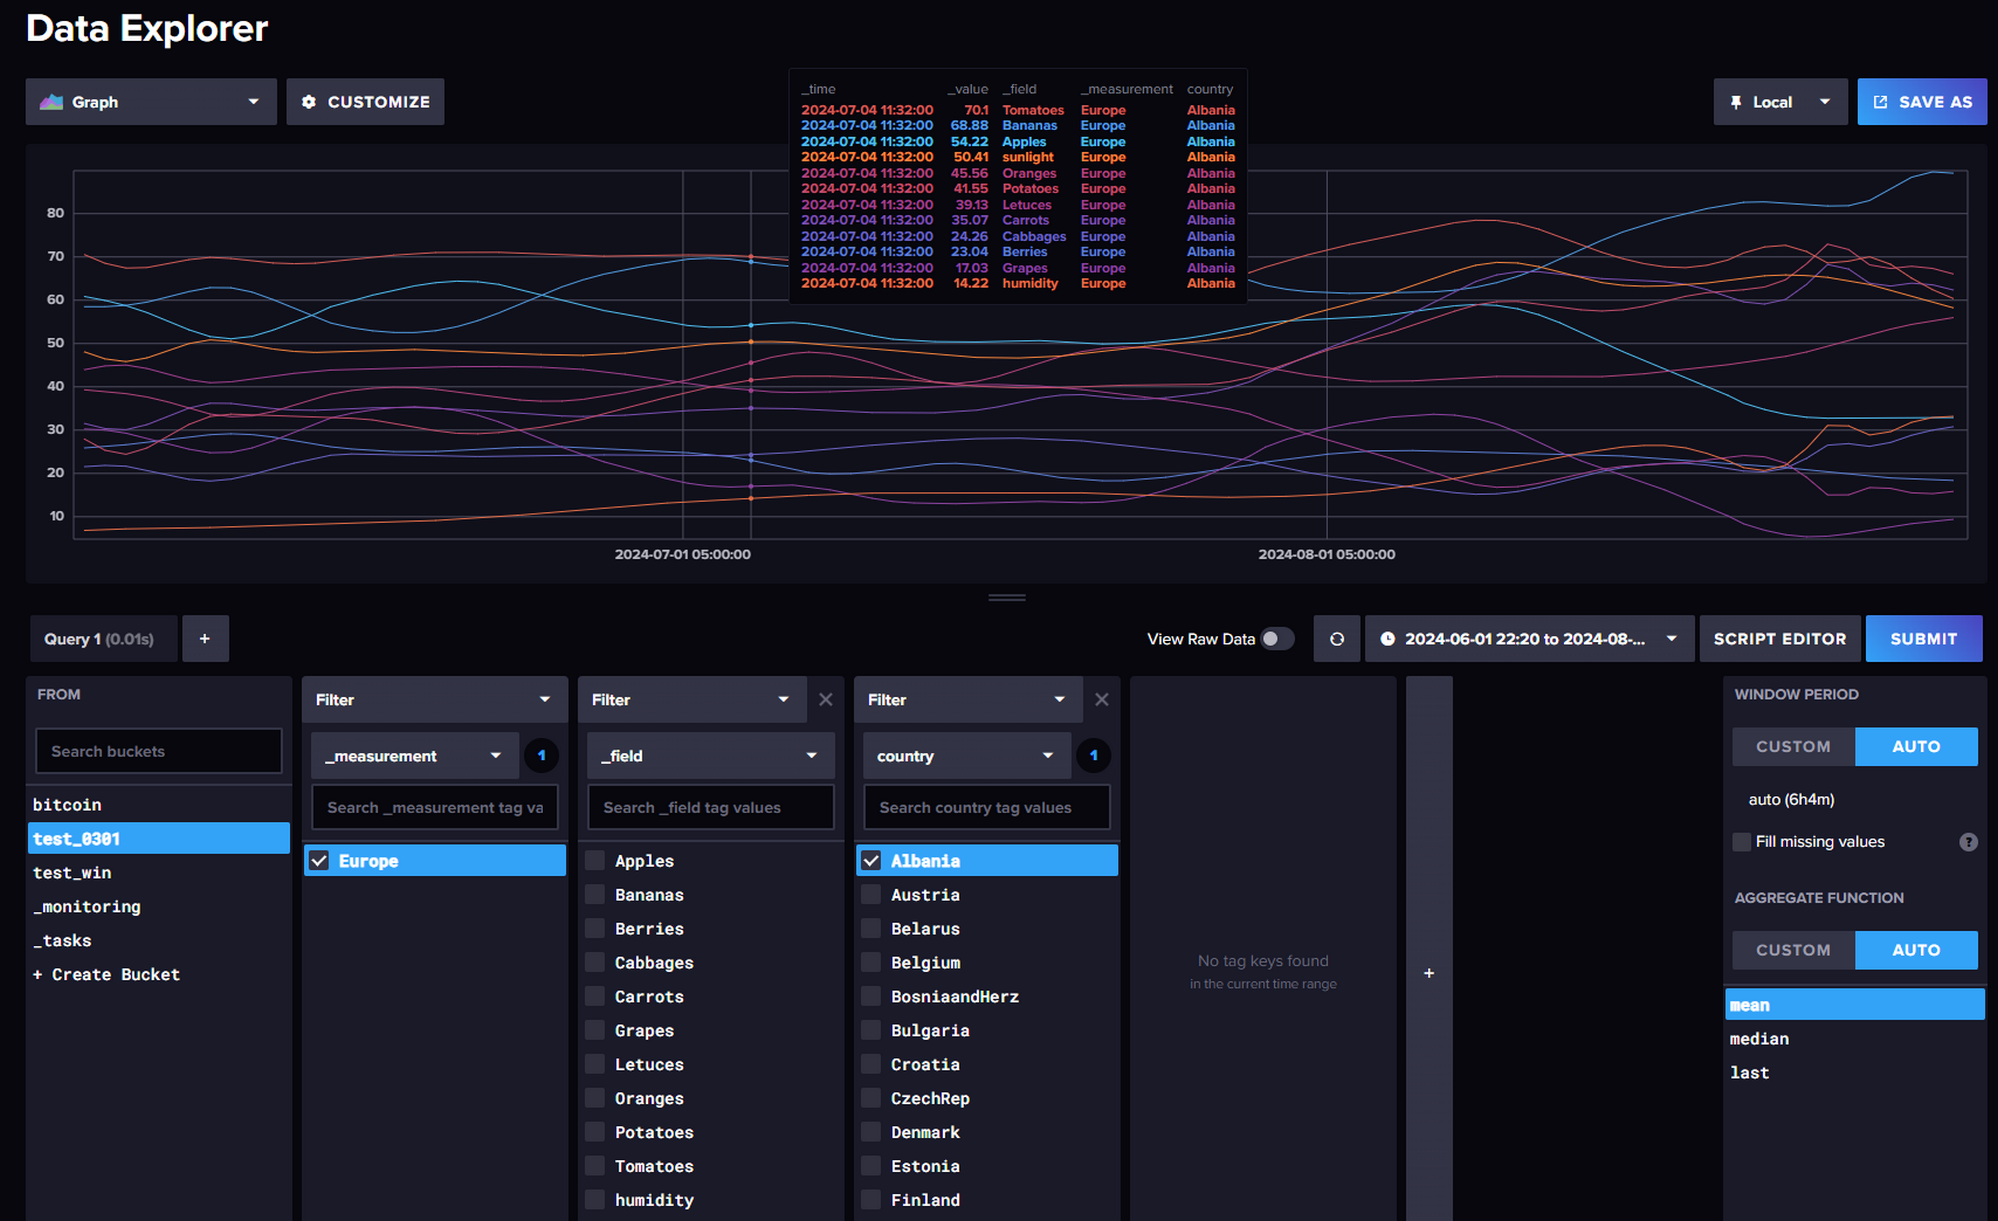 Data Explorer
Graph
CUSTOMIZE
Local
SAVE AS
_time _value _field _measurement country
2024-07-04 11:32:00 70.1 Tomatoes Europe Albania
2024-07-04 11:32:00 68.88 Bananas Europe Albania
2024-07-04 11:32:00 54.22 Apples Europe Albania
2024-07-04 11:32:00 50.41 sunlight Europe Albania
2024-07-04 11:32:00 45.56 Oranges Europe Albania
2024-07-04 11:32:00 41.55 Potatoes Europe Albania
2024-07-04 11:32:00 39.13 Letuces Europe Albania
2024-07-04 11:32:00 35.07 Carrots Europe Albania
2024-07-04 11:32:00 24.26 Cabbages Europe Albania
2024-07-04 11:32:00 23.04 Berries Europe Albania
2024-07-04 11:32:00 17.03 Grapes Europe Albania
2024-07-04 11:32:00 14.22 humidity Europe Albania
80
70
60
50
40
30
20
10
2024-07-01 05:00:00
2024-08-01 05:00:00
Query 1 (0.01s)
+
View Raw Data
2024-06-01 22:20 to 2024-08-...
SCRIPT EDITOR
SUBMIT
FROM
Search buckets
bitcoin
test_0301
test_win
_monitoring
_tasks
+ Create Bucket
Filter
_measurement
1
Search _measurement tag va
Europe
Filter
_field
Search _field tag values
Apples
Bananas
Berries
Cabbages
Carrots
Grapes
Letuces
Oranges
Potatoes
Tomatoes
humidity
Filter
country
1
Search country tag values
Albania
Austria
Belarus
Belgium
BosniaandHerz
Bulgaria
Croatia
CzechRep
Denmark
Estonia
Finland
No tag keys found
in the current time range
+
WINDOW PERIOD
CUSTOM
AUTO
auto (6h4m)
Fill missing values
?
AGGREGATE FUNCTION
CUSTOM
AUTO
mean
median
last